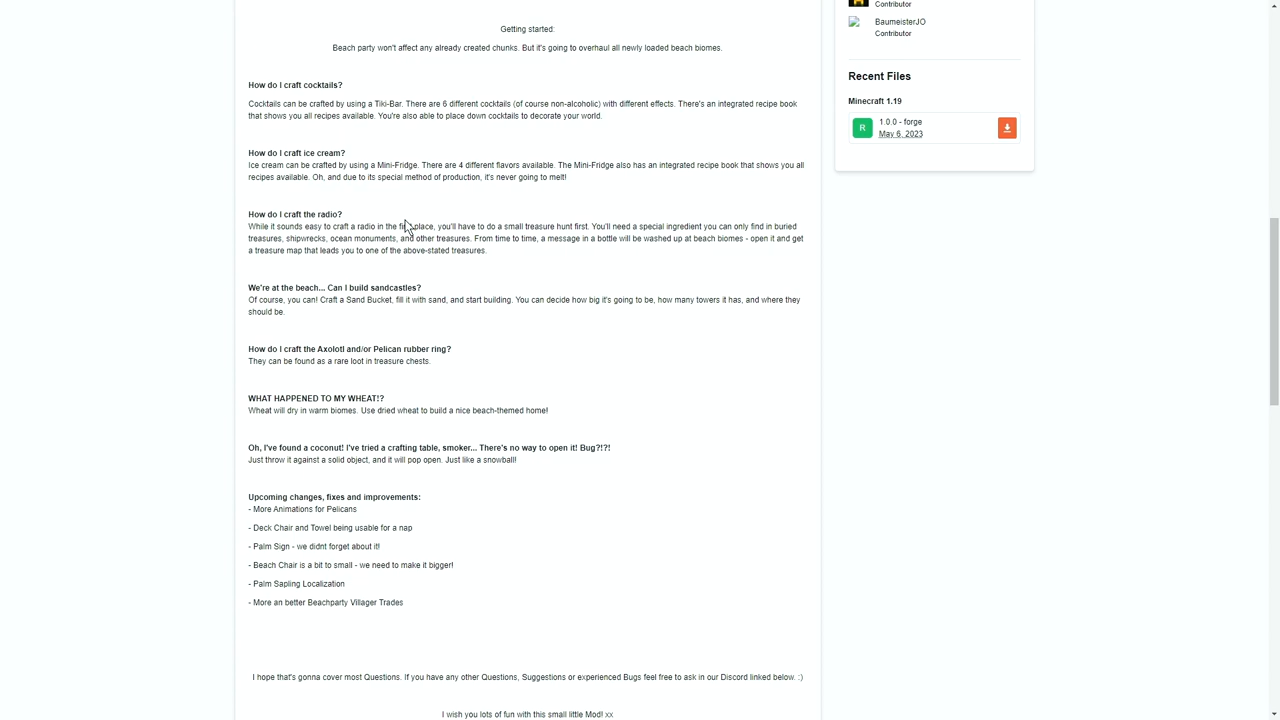 Getting started:
Beach party won't affect any already created chunks. But it's going to overhaul all newly loaded beach biomes.
How do I craft cocktails?
Cocktails can be crafted by using a Tiki-Bar. There are 6 different cocktails (of course non-alcoholic) with different effects. There's an integrated recipe book
that shows you all recipes available. You're also able to place down cocktails to decorate your world.
How do I craft ice cream?
Ice cream can be crafted by using a Mini-Fridge. There are 4 different flavors available. The Mini-Fridge also has an integrated recipe book that shows you all
recipes available. Oh, and due to its special method of production, it's never going to melt!
How do I craft the radio?
While it sounds easy to craft a radio in the first place, you'll have to do a small treasure hunt first. You'll need a special ingredient you can only find in buried
treasures, shipwrecks, ocean monuments, and other treasures. From time to time, a message in a bottle will be washed up at beach biomes - open it and get
a treasure map that leads you to one of the above-stated treasures.
We're at the beach... Can I build sandcastles?
Of course, you can! Craft a Sand Bucket, fill it with sand, and start building. You can decide how big it's going to be, how many towers it has, and where they
should be.
How do I craft the Axolotl and/or Pelican rubber ring?
They can be found as a rare loot in treasure chests.
WHAT HAPPENED TO MY WHEAT!?
Wheat will dry in warm biomes. Use dried wheat to build a nice beach-themed home!
Oh, I've found a coconut! I've tried a crafting table, smoker... There's no way to open it! Bug?!?!
Just throw it against a solid object, and it will pop open. Just like a snowball!
Upcoming changes, fixes and improvements:
- More Animations for Pelicans
- Deck Chair and Towel being usable for a nap
- Palm Sign - we didnt forget about it!
- Beach Chair is a bit to small - we need to make it bigger!
- Palm Sapling Localization
- More an better Beachparty Villager Trades
I hope that's gonna cover most Questions. If you have any other Questions, Suggestions or experienced Bugs feel free to ask in our Discord linked below. :)
I wish you lots of fun with this small little Mod! xx
Contributor
BaumeisterJO
Contributor
Recent Files
Minecraft 1.19
R
1.0.0 - forge
May 6, 2023